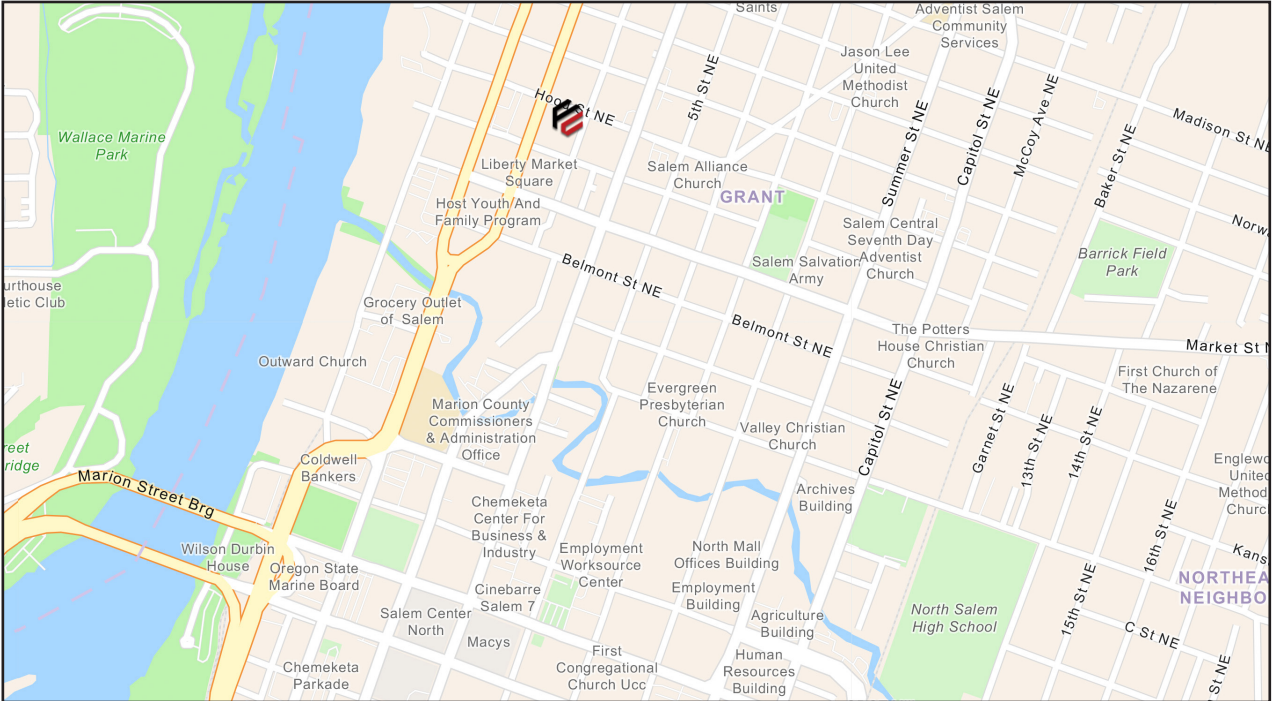 Saints
Adventist Salem
Community
Services
Jason Lee
United
Methodist
Church
5th St NE
NE
Wallace Marine
Park
Summer St NE
Capitol St NE
McCoy Ave NE
Madison St NE
Baker St NE
Liberty Market
Square
Salem Alliance
Church
GRANT
Host Youth And
Family Program
Salem Central
Seventh Day
Adventist
Church
Barrick Field
Park
Belmont St NE
Salem Salvation
Army
urthouse
letic Club
Grocery Outlet
of Salem
Belmont St NE
The Potters
House Christian
Church
Market St N
Outward Church
First Church of
The Nazarene
Evergreen
Presbyterian
Church
Marion County
Commissioners
& Administration
Office
Valley Christian
Church
Capitol St NE
Garnet St NE
13th St NE
14th St NE
reet
ridge
Coldwell
Bankers
Marion Street Brg
Archives
Building
Englewo
United
Method
Churc
Chemeketa
Center For
Business &
Industry
16th St NE
Kans
Wilson Durbin
House
Oregon State
Marine Board
Employment
Worksource
Center
North Mall
Offices Building
NORTHEA
NEIGHBO
Cinebarre
Salem 7
Employment
Building
15th St NE
Salem Center
North
North Salem
High School
Agriculture
Building
C St NE
Macys
Chemeketa
Parkade
First
Congregational
Church Ucc
Human
Resources
Building
St NE